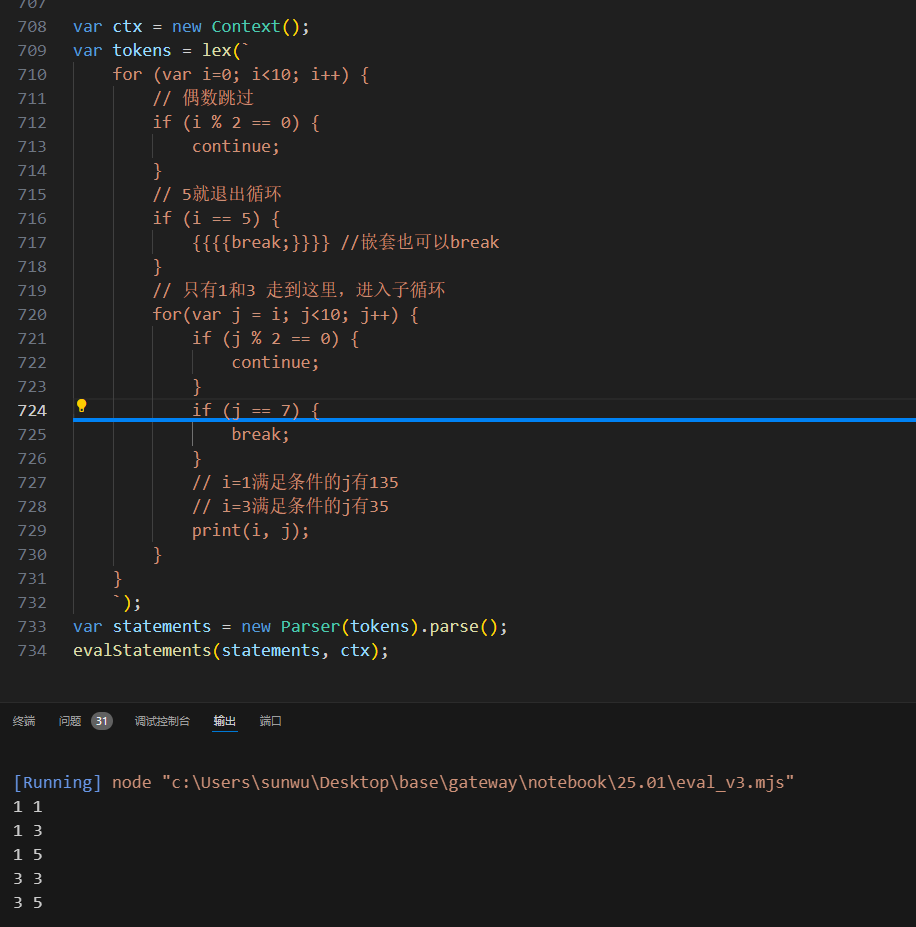 707
708 var ctx = new Context();
709 var tokens = lex(`
710 for (var i=0; i<10; i++) {
711 // 偶数跳过
712 if (i % 2 == 0) {
713 continue;
714 }
715 // 5就退出循环
716 if (i == 5) {
717 {{{{break;}}}} //嵌套也可以break
718 }
719 // 只有1和3 走到这里，进入子循环
720 for(var j = i; j<10; j++) {
721 if (j % 2 == 0) {
722 continue;
723 }
724 if (j == 7) {
725 break;
726 }
727 // i=1满足条件的j有135
728 // i=3满足条件的j有35
729 print(i, j);
730 }
731 }
732 `);
733 var statements = new Parser(tokens).parse();
734 evalStatements(statements, ctx);
终端 问题 31 调试控制台 输出 端口
[Running] node "c:\Users\sunwu\Desktop\base\gateway\notebook\25.01\eval_v3.mjs"
1 1
1 3
1 5
3 3
3 5